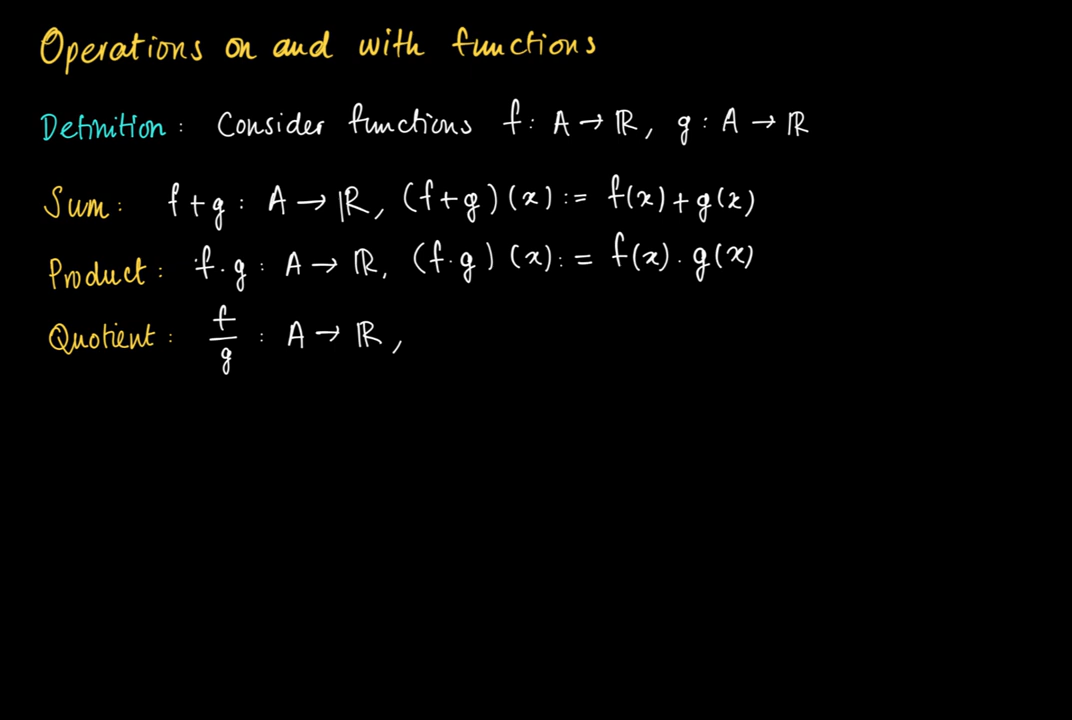 Operations on and with functions
Definition: Consider functions f: A → ℝ, g: A → ℝ
Sum: f+g: A → ℝ, (f+g)(x) := f(x)+g(x)
Product: f·g: A → ℝ, (f·g)(x) := f(x)·g(x)
Quotient: f/g : A → ℝ,